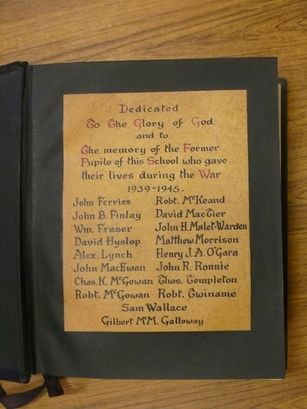 Dedicated
To The Glory of God
and to
The memory of the Former
Pupils of this School who gave
their lives during the War
1939-1945.
John Ferries Robt. McKeand
John B. Finlay David MacGier
Wm. Fraser John H. Malet-Warden
David Hyslop Matthew Morrison
Alex. Lynch Henry J. A. O'Gara
John MacEwan John R. Rennie
Chas. H. McGowan Thos. Templeton
Robt. McGowan Robt. Gwiname
Sam Wallace
Gilbert McM. Galloway